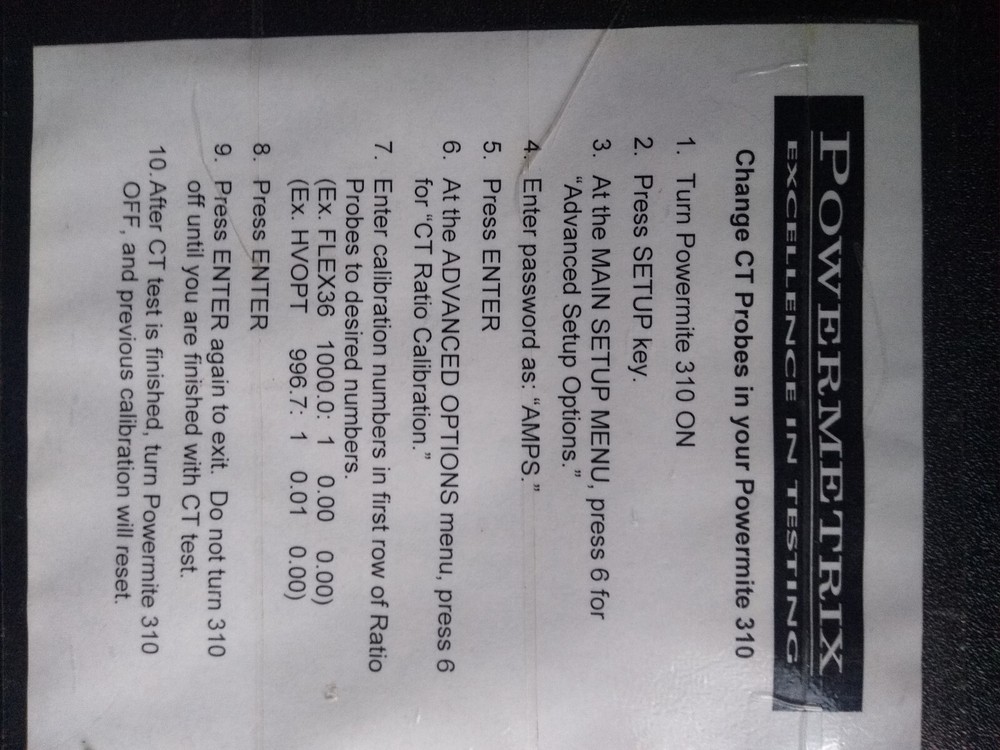 POWERMETRIX
EXCELLENCE IN TESTING
Change CT Probes in your Powermite 310
1. Turn Powermite 310 ON
2. Press SETUP key.
3. At the MAIN SETUP MENU, press 6 for
“Advanced Setup Options.”
4. Enter password as: “AMPS.”
5. Press ENTER
6. At the ADVANCED OPTIONS menu, press 6
for “CT Ratio Calibration.”
7. Enter calibration numbers in first row of Ratio
Probes to desired numbers.
(Ex. FLEX36 1000.0: 1 0.00 0.00)
(Ex. HVOPT 996.7: 1 0.01 0.00)
8. Press ENTER
9. Press ENTER again to exit. Do not turn 310
off until you are finished with CT test.
10. After CT test is finished, turn Powermite 310
OFF, and previous calibration will reset.